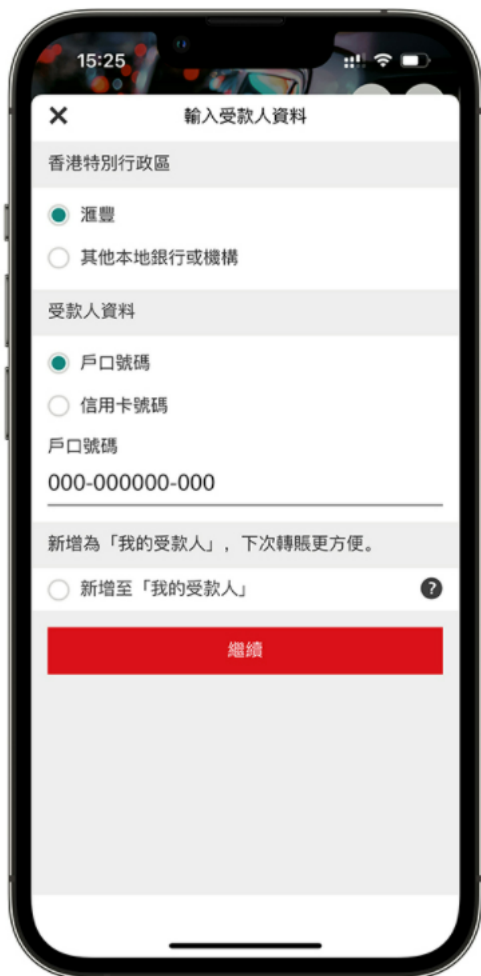 15:25
輸入受款人資料
香港特別行政區
滙豐
其他本地銀行或機構
受款人資料
戶口號碼
信用卡號碼
戶口號碼
000-000000-000
新增為「我的受款人」，下次轉賬更方便。
新增至「我的受款人」 ?
繼續